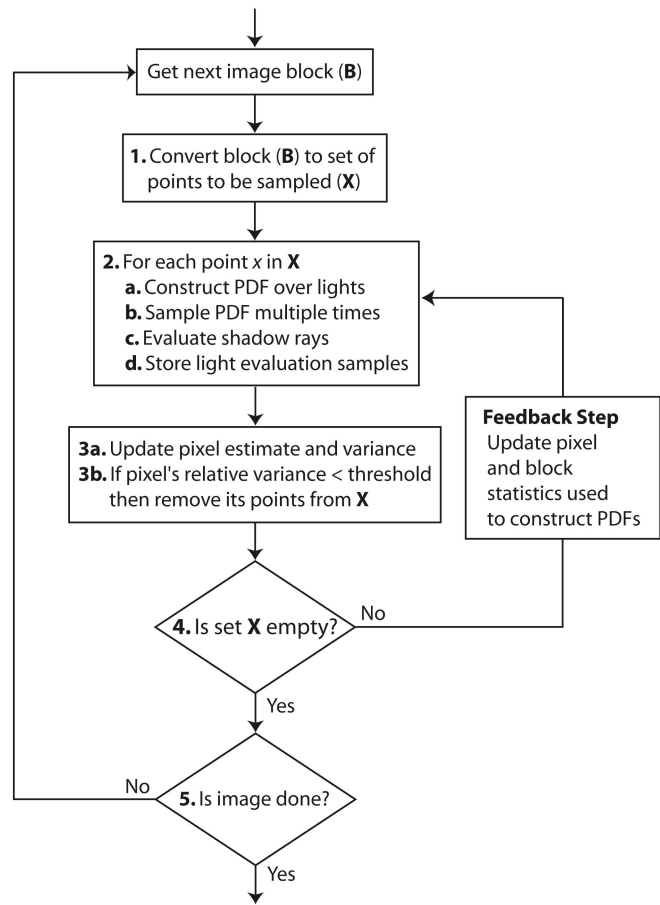 Get next image block (B)
1. Convert block (B) to set of
points to be sampled (X)
2. For each point x in X
a. Construct PDF over lights
b. Sample PDF multiple times
c. Evaluate shadow rays
d. Store light evaluation samples
3a. Update pixel estimate and variance
3b. If pixel's relative variance < threshold
then remove its points from X
Feedback Step
Update pixel
and block
statistics used
to construct PDFs
4. Is set X empty?
No
Yes
5. Is image done?
No
Yes